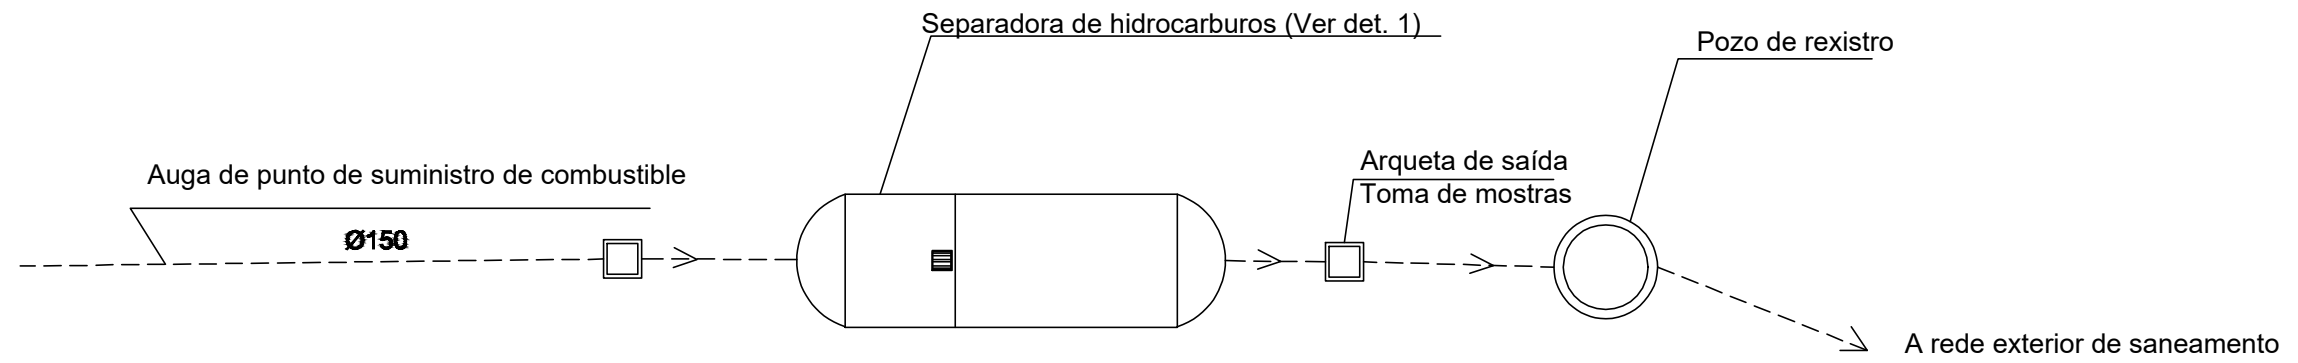 Separadora de hidrocarburos (Ver det. 1)
Pozo de rexistro
Auga de punto de suministro de combustible
Ø150
Arqueta de saída
Toma de mostras
A rede exterior de saneamento